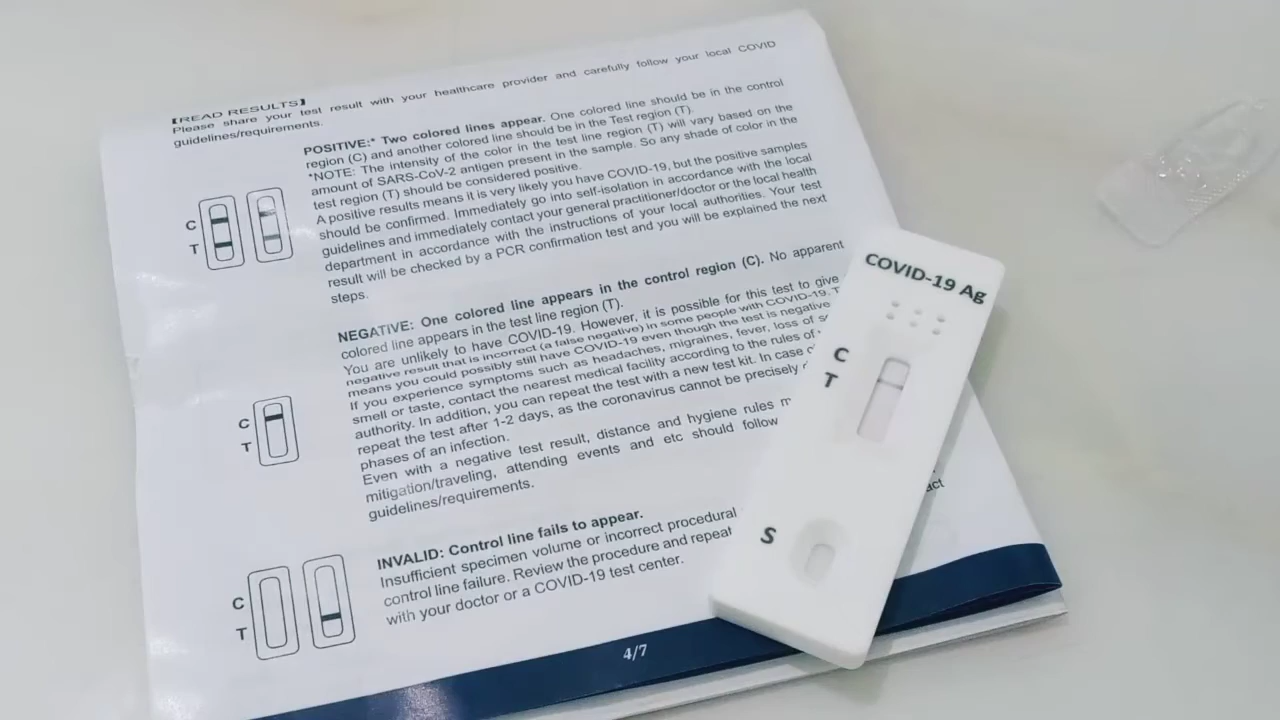 【READ RESULTS】
Please share your test result with your healthcare provider and carefully follow your local COVID
guidelines/requirements.
POSITIVE:* Two colored lines appear. One colored line should be in the control
region (C) and another colored line should be in the Test region (T).
*NOTE: The intensity of the color in the test line region (T) will vary based on the
amount of SARS-CoV-2 antigen present in the sample. So any shade of color in the
test region (T) should be considered positive.
A positive results means it is very likely you have COVID-19, but the positive samples
should be confirmed. Immediately go into self-isolation in accordance with the local
guidelines and immediately contact your general practitioner/doctor or the local health
department in accordance with the instructions of your local authorities. Your test
result will be checked by a PCR confirmation test and you will be explained the next
steps.
C
T
NEGATIVE: One colored line appears in the control region (C). No apparent
colored line appears in the test line region (T).
You are unlikely to have COVID-19. However, it is possible for this test to give
negative result that is incorrect (a false negative) in some people with COVID-19. T
means you could possibly still have COVID-19 even though the test is negative
If you experience symptoms such as headaches, migraines, fever, loss of s
smell or taste, contact the nearest medical facility according to the rules of
authority. In addition, you can repeat the test with a new test kit. In case
repeat the test after 1-2 days, as the coronavirus cannot be precisely
phases of an infection.
Even with a negative test result, distance and hygiene rules m
mitigation/traveling, attending events and etc should follow
guidelines/requirements.
C
T
INVALID: Control line fails to appear.
Insufficient specimen volume or incorrect procedural
control line failure. Review the procedure and repeat
with your doctor or a COVID-19 test center.
act
C
T
4/7
COVID-19 Ag
C
T
S